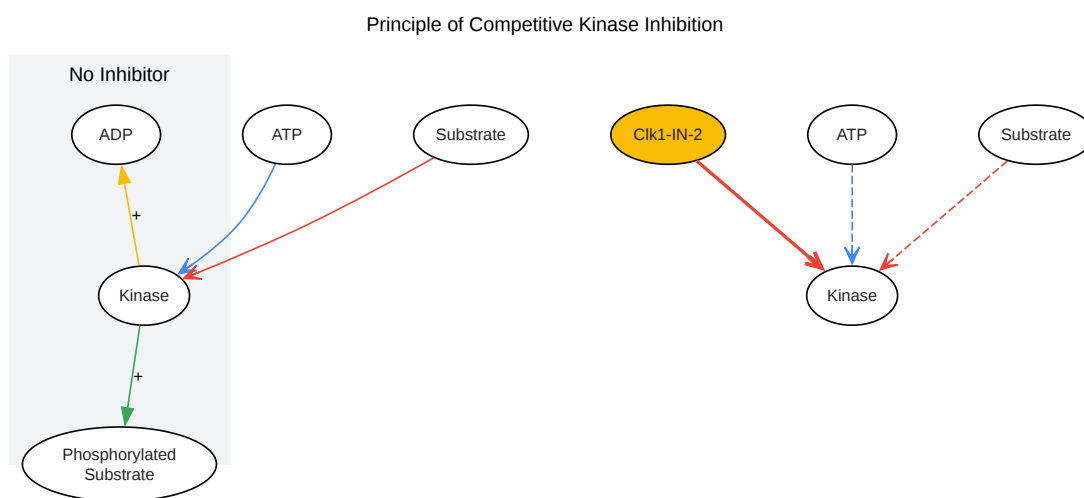 Principle of Competitive Kinase Inhibition
No Inhibitor
ADP
ATP
Substrate
Clk1-IN-2
ATP
Substrate
+
Kinase
Kinase
+
Phosphorylated
Substrate